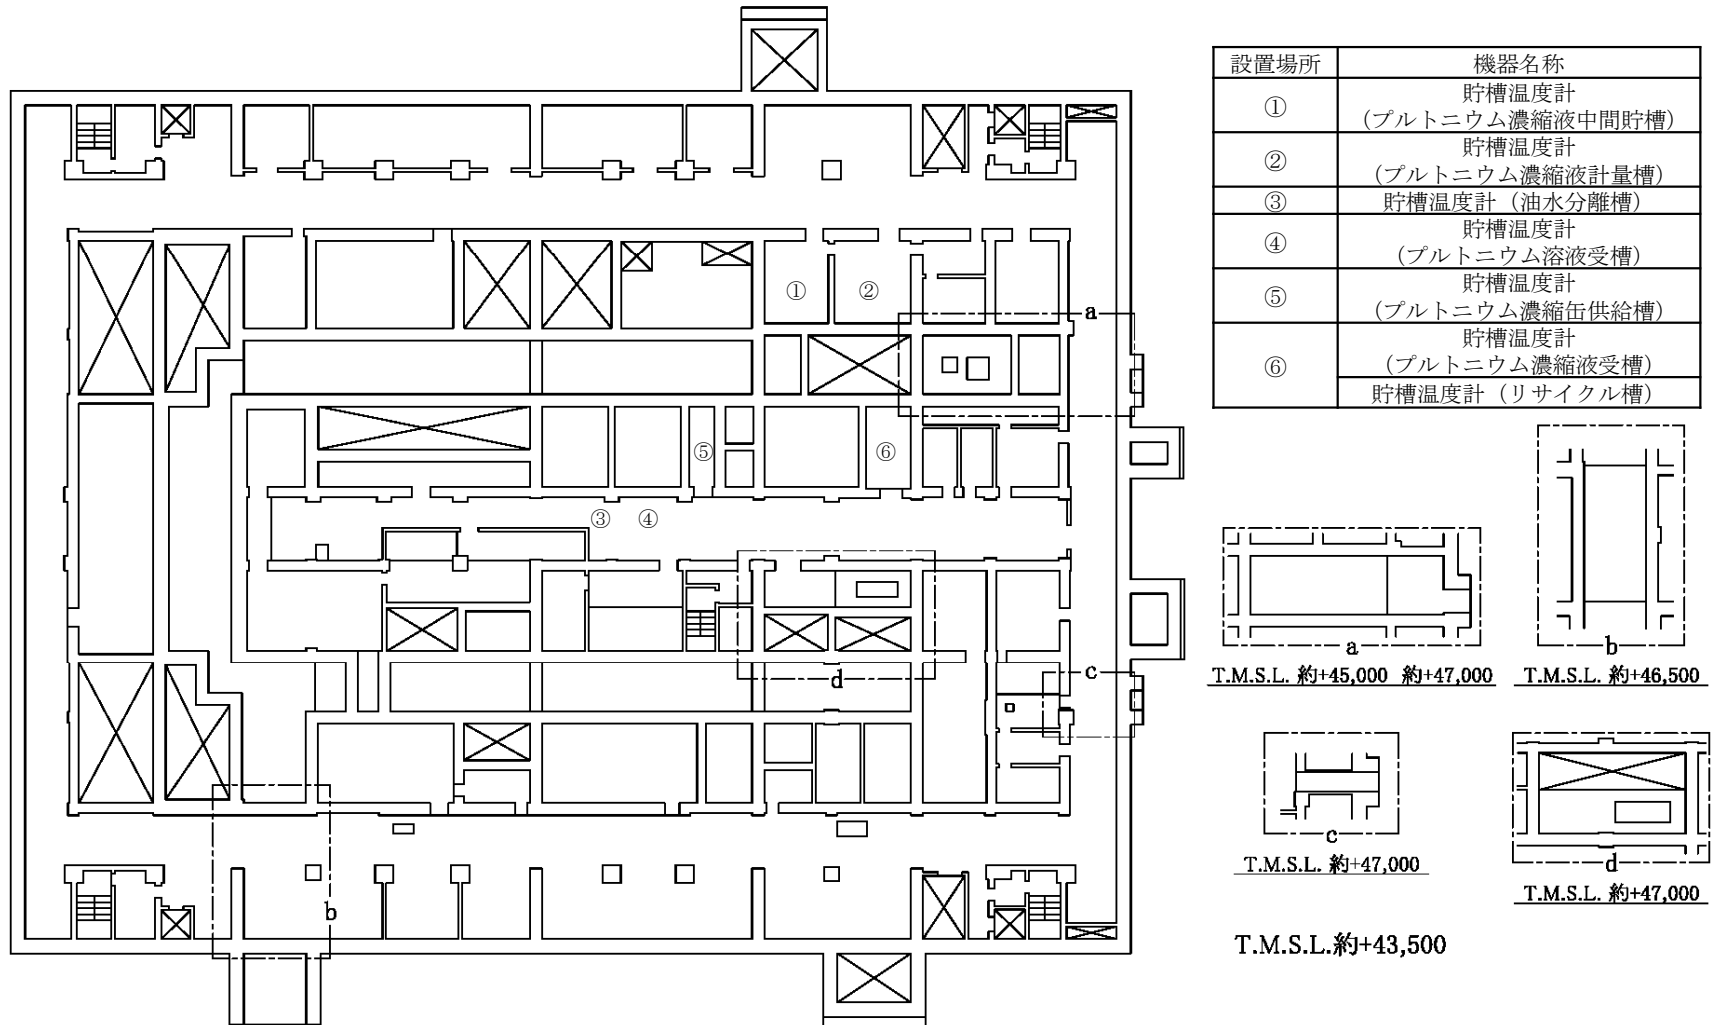 設置場所 機器名称
① 貯槽温度計
(プルトニウム濃縮液中間貯槽)
② 貯槽温度計
(プルトニウム濃縮液計量槽)
③ 貯槽温度計（油水分離槽）
④ 貯槽温度計
(プルトニウム溶液受槽)
⑤ 貯槽温度計
(プルトニウム濃縮缶供給槽)
⑥ 貯槽温度計
(プルトニウム濃縮液受槽)
貯槽温度計（リサイクル槽）
① ②
a
⑤ ⑥
③ ④
d
c
b
a
T.M.S.L. 約+45,000 約+47,000
b
T.M.S.L. 約+46,500
c
T.M.S.L. 約+47,000
d
T.M.S.L. 約+47,000
T.M.S.L.約+43,500